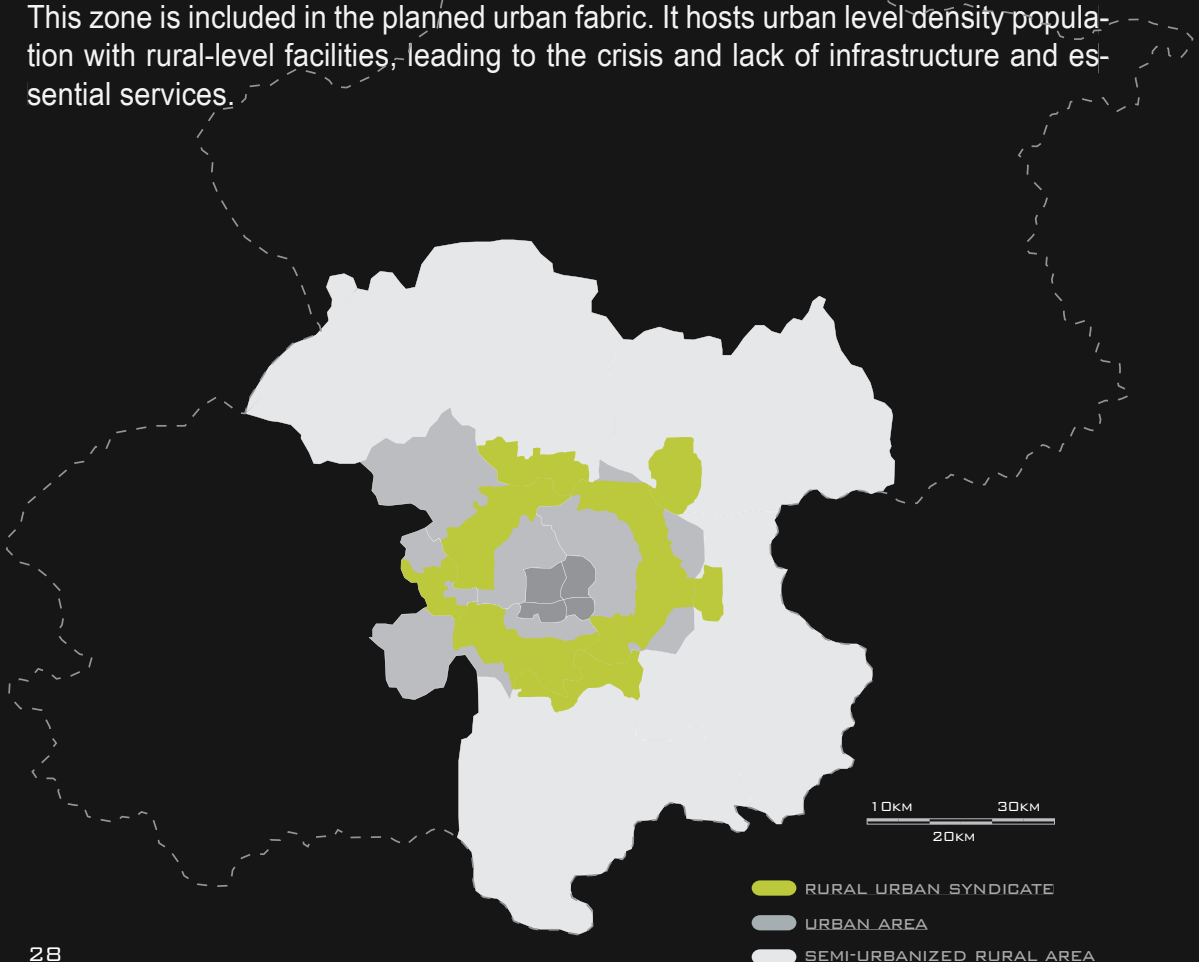 This zone is included in the planned urban fabric. It hosts urban level density popula-
tion with rural-level facilities, leading to the crisis and lack of infrastructure and es-
sential services.
10KM 30KM
20KM
RURAL URBAN SYNDICATE
URBAN AREA
SEMI-URBANIZED RURAL AREA
28